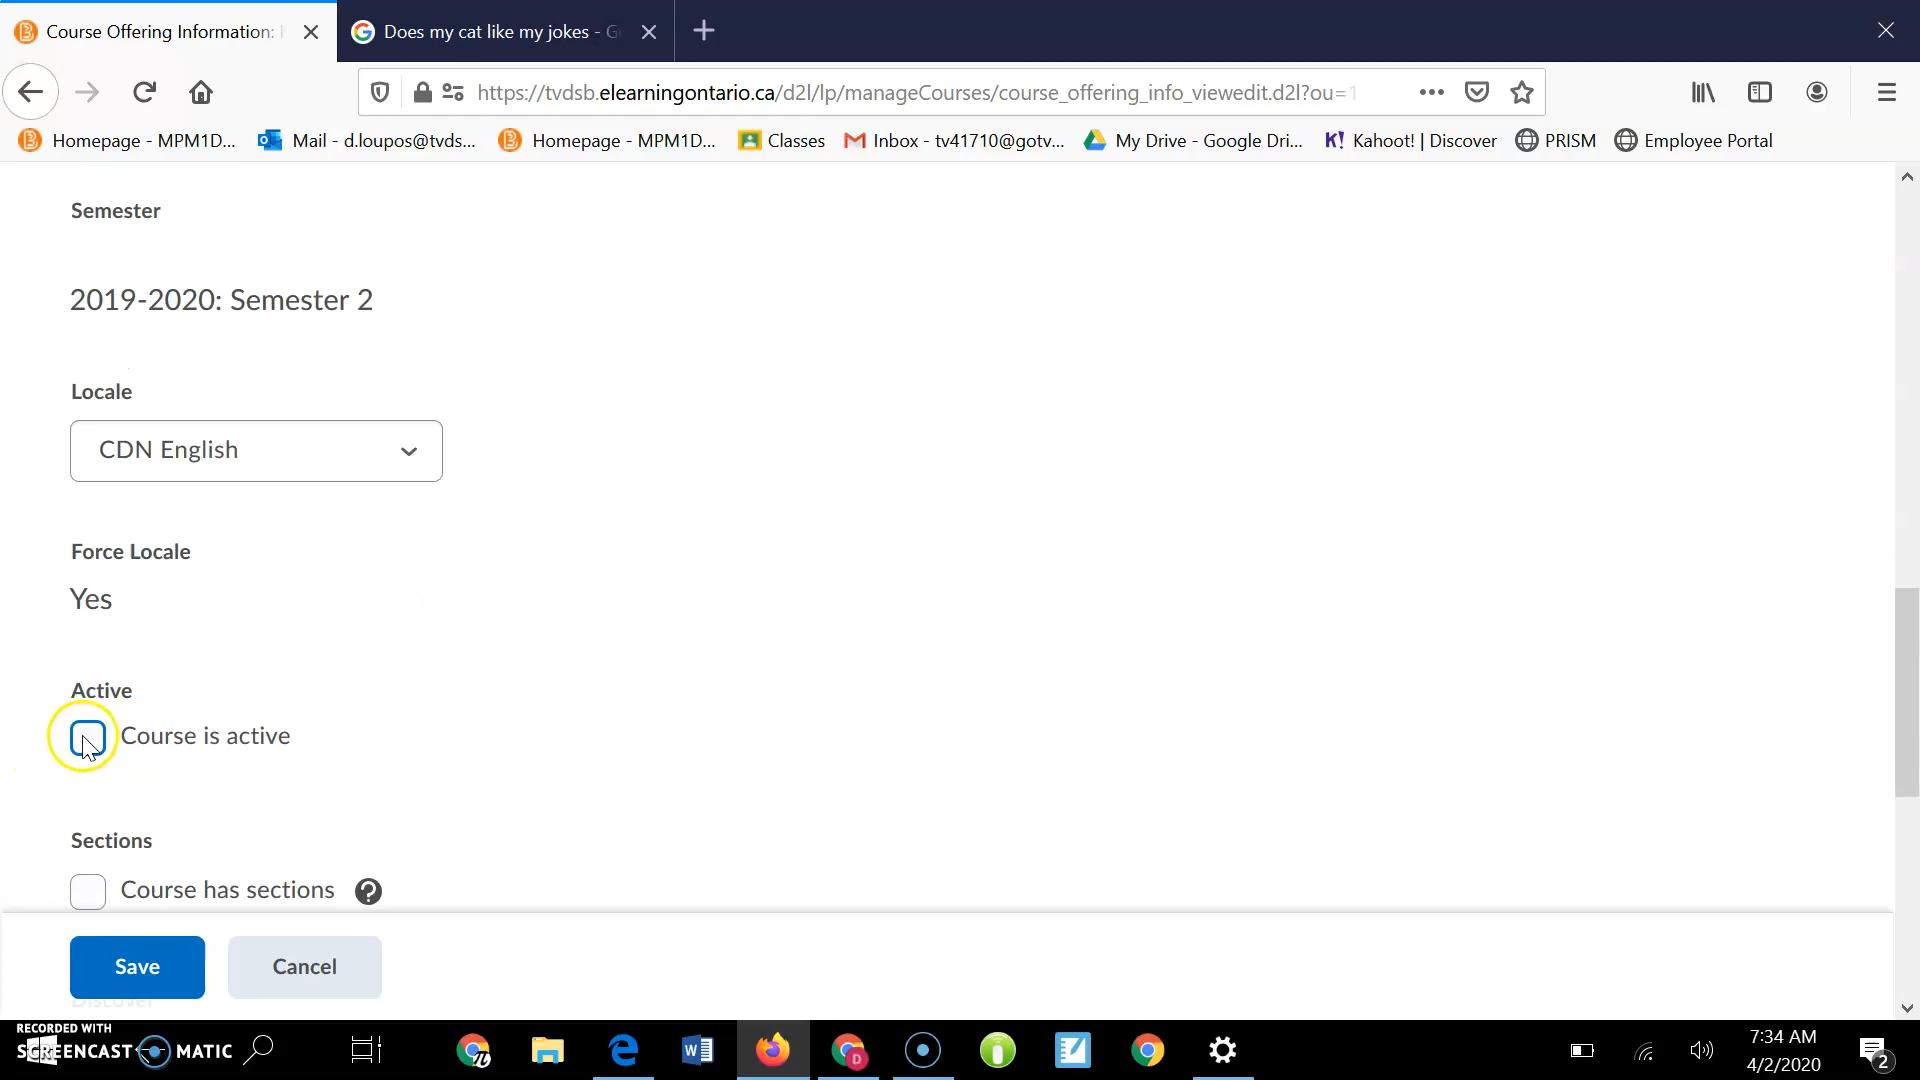 Course Offering Information:
Does my cat like my jokes - G
https://tvdsb.elearningontario.ca/d2l/lp/manageCourses/course_offering_info_viewedit.d2l?ou=1
Homepage - MPM1D... Mail - d.loupos@tvds... Homepage - MPM1D... Classes Inbox - tv41710@gotv... My Drive - Google Dri... K! Kahoot! | Discover PRISM Employee Portal
Semester
2019-2020: Semester 2
Locale
CDN English
Force Locale
Yes
Active
Course is active
Sections
Course has sections ?
Save Cancel
Discover
RECORDED WITH
SCREENCAST MATIC
7:34 AM
4/2/2020
2